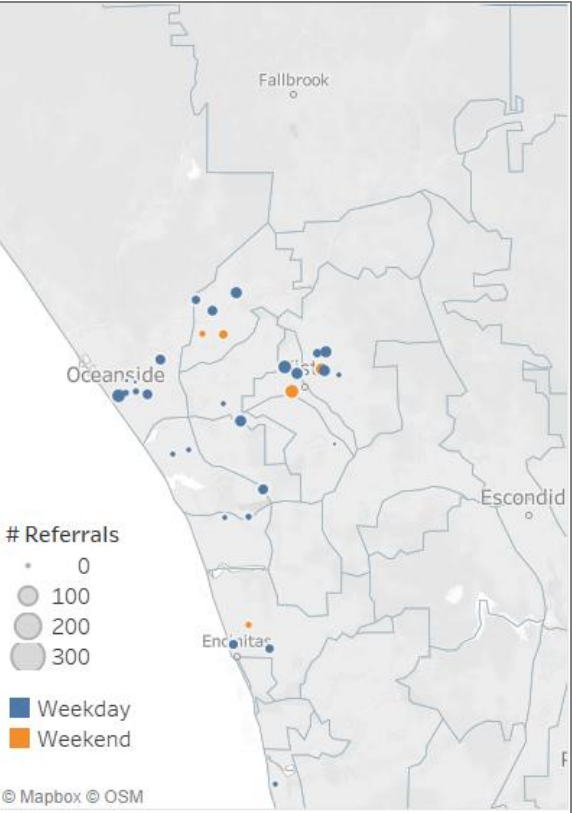 Fallbrook
Oceanside
Escondid
# Referrals
0
100
200
300
Encinitas
Weekday
Weekend
© Mapbox © OSM